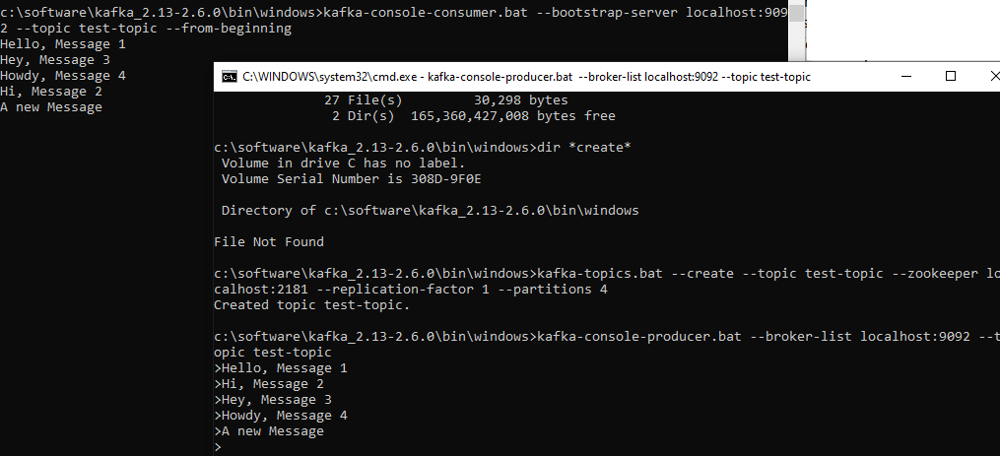 c:\software\kafka_2.13-2.6.0\bin\windows>kafka-console-consumer.bat --bootstrap-server localhost:909
2 --topic test-topic --from-beginning
Hello, Message 1
Hey, Message 3
Howdy, Message 4
Hi, Message 2
A new Message
C:\WINDOWS\system32\cmd.exe - kafka-console-producer.bat --broker-list localhost:9092 --topic test-topic
27 File(s) 30,298 bytes
2 Dir(s) 165,360,427,008 bytes free
c:\software\kafka_2.13-2.6.0\bin\windows>dir *create*
Volume in drive C has no label.
Volume Serial Number is 308D-9F0E
Directory of c:\software\kafka_2.13-2.6.0\bin\windows
File Not Found
c:\software\kafka_2.13-2.6.0\bin\windows>kafka-topics.bat --create --topic test-topic --zookeeper lo
calhost:2181 --replication-factor 1 --partitions 4
Created topic test-topic.
c:\software\kafka_2.13-2.6.0\bin\windows>kafka-console-producer.bat --broker-list localhost:9092 --t
opic test-topic
>Hello, Message 1
>Hi, Message 2
>Hey, Message 3
>Howdy, Message 4
>A new Message
>